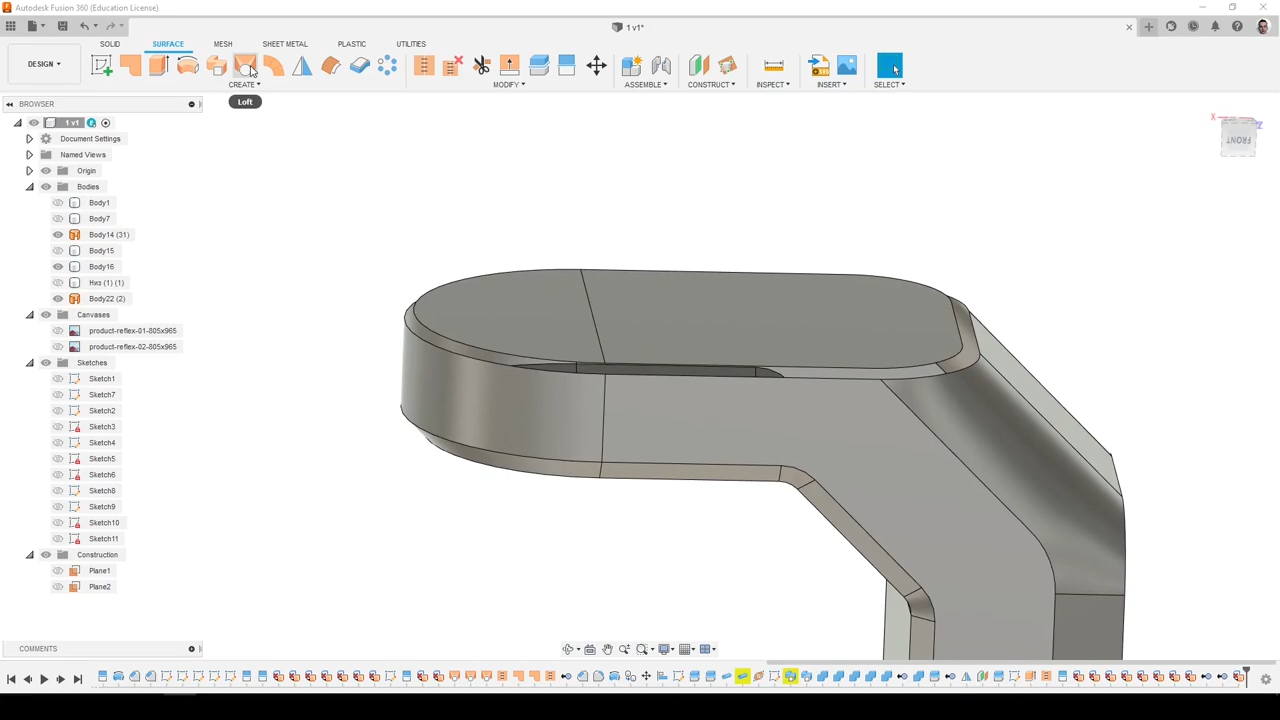 Autodesk Fusion 360 (Education License)
1 v1*
DESIGN
SOLID
SURFACE
MESH
SHEET METAL
PLASTIC
UTILITIES
CREATE
MODIFY
ASSEMBLE
CONSTRUCT
INSPECT
INSERT
SELECT
Loft
BROWSER
1 v1
Document Settings
Named Views
Origin
Bodies
Body1
Body7
Body14 (31)
Body15
Body16
Низ (1) (1)
Body22 (2)
Canvases
product-reflex-01-805x965
product-reflex-02-805x965
Sketches
Sketch1
Sketch7
Sketch2
Sketch3
Sketch4
Sketch5
Sketch6
Sketch8
Sketch9
Sketch10
Sketch11
Construction
Plane1
Plane2
COMMENTS
X
Z
FRONT